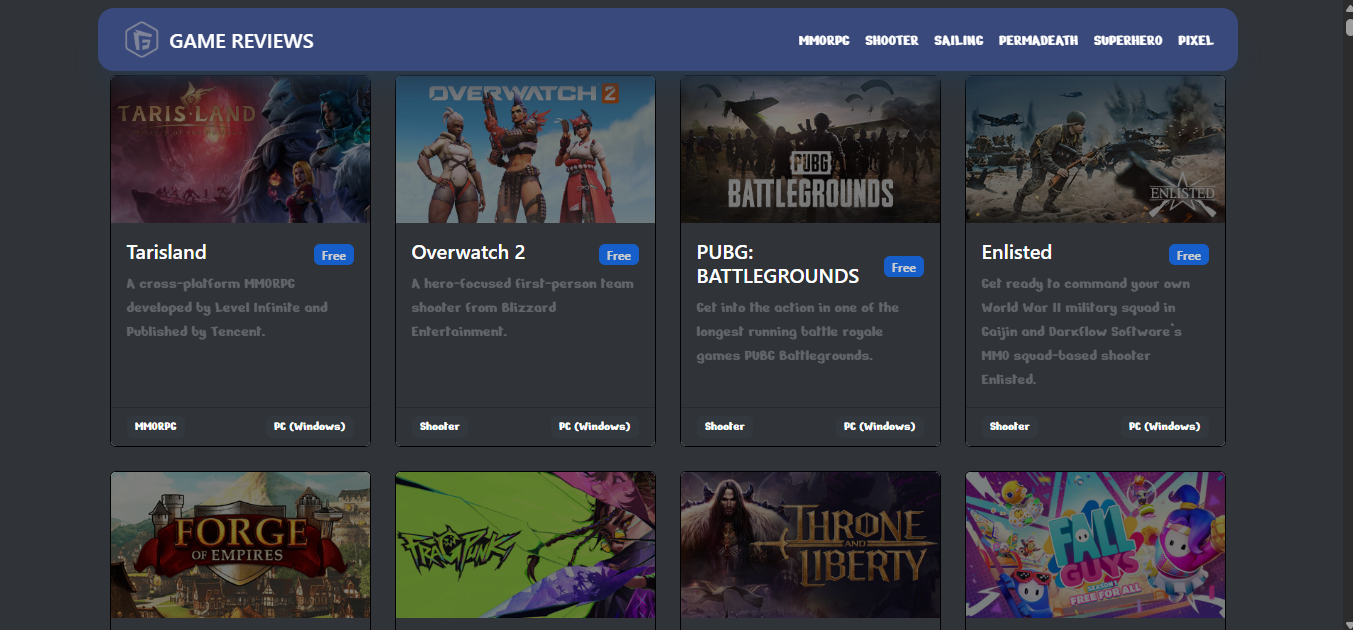 GAME REVIEWS
MMORPG SHOOTER SAILING PERMADEATH SUPERHERO PIXEL
TARISLAND
OVERWATCH 2
PUBG
BATTLEGROUNDS
ENLISTED
Tarisland
Free
A cross-platform MMORPG
developed by Level Infinite and
Published by Tencent.
MMORPG
PC (Windows)
Overwatch 2
Free
A hero-focused first-person team
shooter from Blizzard
Entertainment.
Shooter
PC (Windows)
PUBG:
BATTLEGROUNDS
Free
Get into the action in one of the
longest running battle royale
games PUBG Battlegrounds.
Shooter
PC (Windows)
Enlisted
Free
Get ready to command your own
World War II military squad in
Gaijin and Darkflow Software's
MMO squad-based shooter
Enlisted.
Shooter
PC (Windows)
FORGE
OF EMPIRES
FRAGPUNK
THRONE
AND
LIBERTY
FALL
GUYS
SEASON 1
FREE FOR ALL